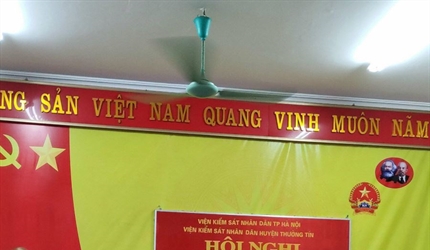 NG SẢN VIỆT NAM QUANG VINH MUÔN NĂM
VIỆN KIỂM SÁT NHÂN DÂN TP HÀ NỘI
VIỆN KIỂM SÁT NHÂN DÂN HUYỆN THƯỜNG TÍN
HỘI NGHỊ